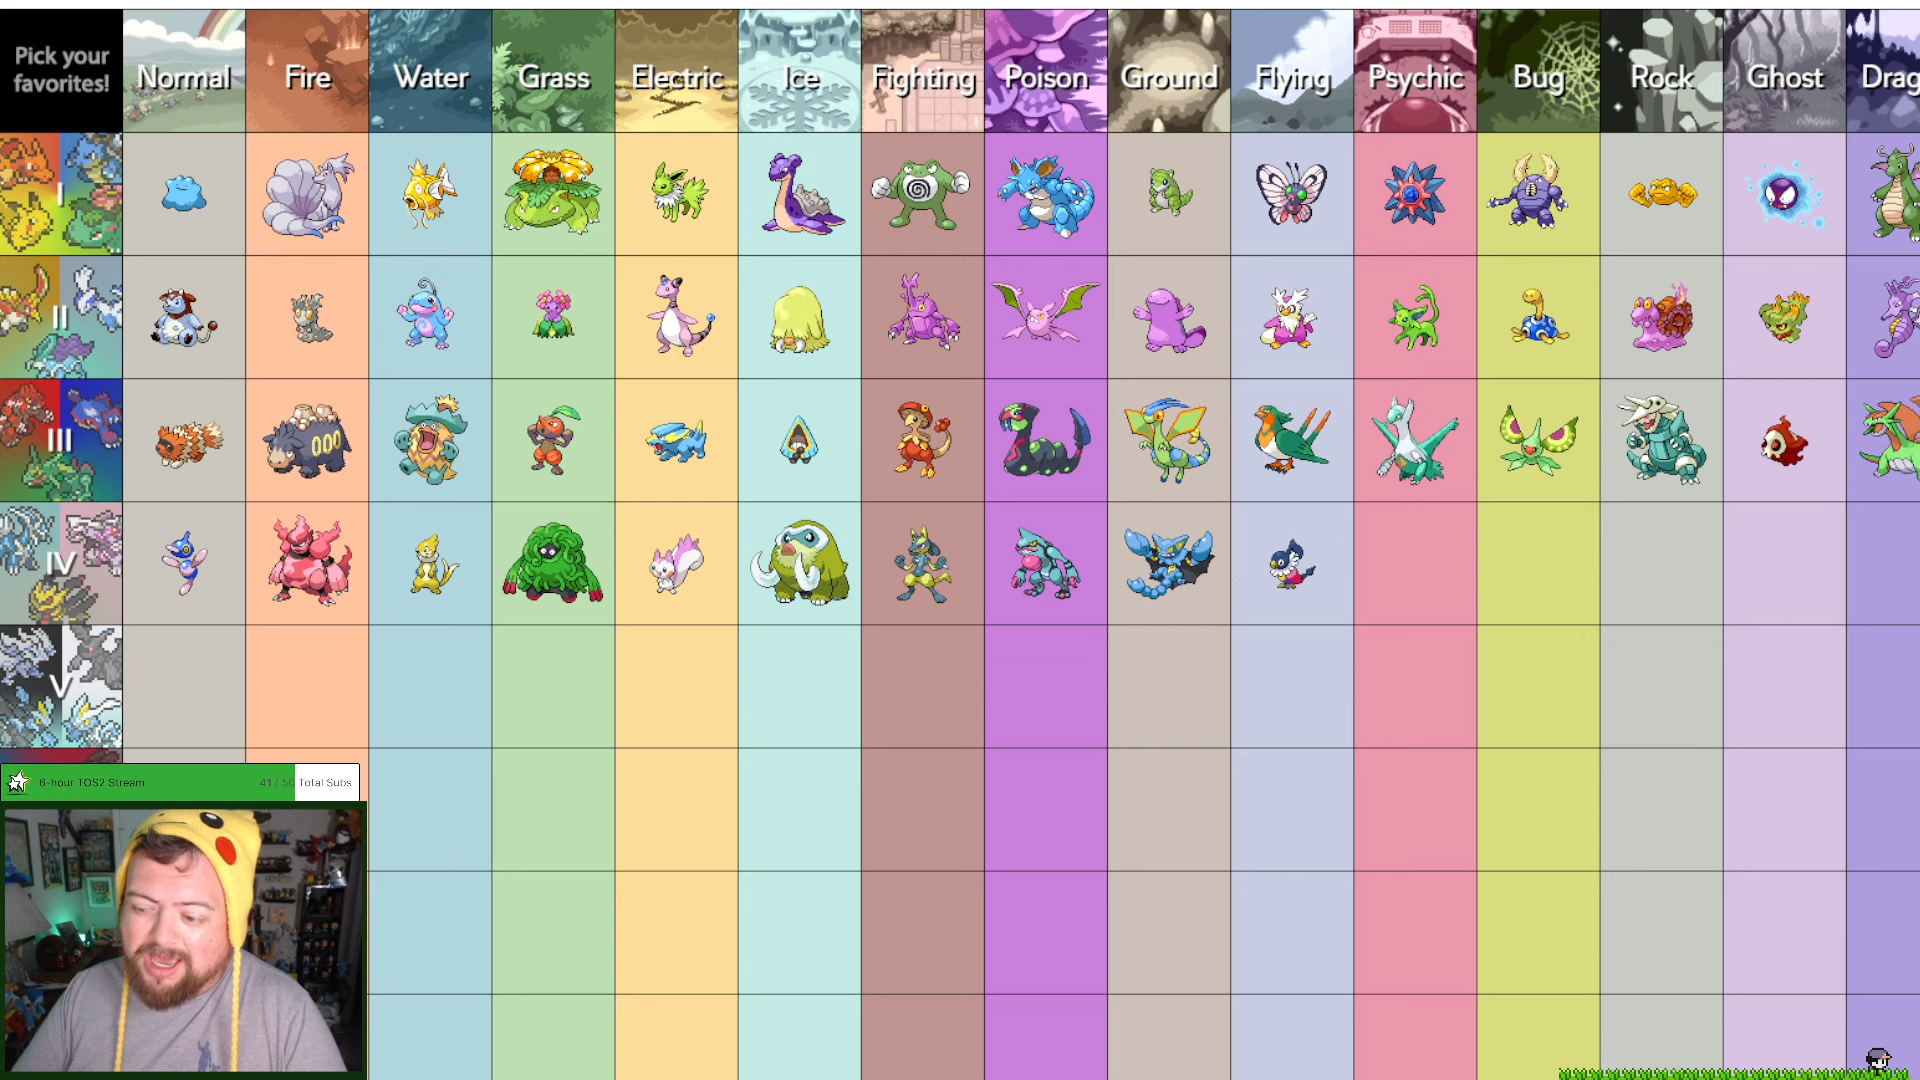 Pick your
favorites!
Normal
Fire
Water
Grass
Electric
Ice
Fighting
Poison
Ground
Flying
Psychic
Bug
Rock
Ghost
Drag
I
II
III
000
IV
V
6-hour TOS2 Stream
41 / 50 Total Subs